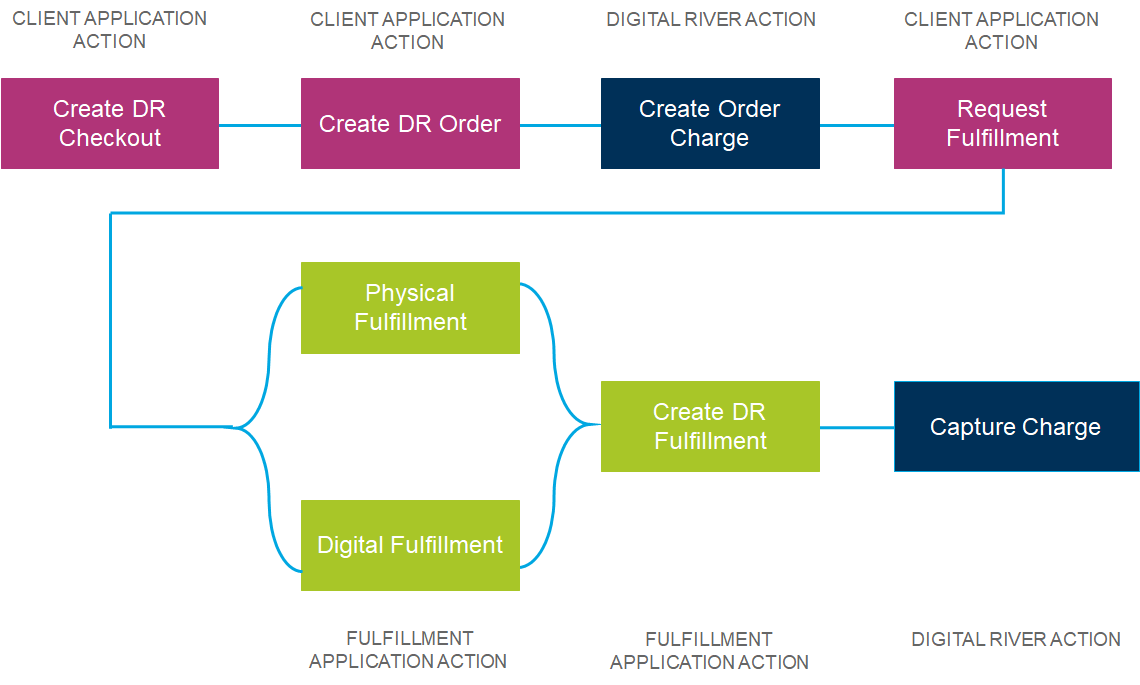 CLIENT APPLICATION
ACTION
CLIENT APPLICATION
ACTION
DIGITAL RIVER ACTION
CLIENT APPLICATION
ACTION
Create DR
Checkout
Create DR Order
Create Order
Charge
Request
Fulfillment
Physical
Fulfillment
Digital Fulfillment
Create DR
Fulfillment
Capture Charge
FULFILLMENT
APPLICATION ACTION
FULFILLMENT
APPLICATION ACTION
DIGITAL RIVER ACTION